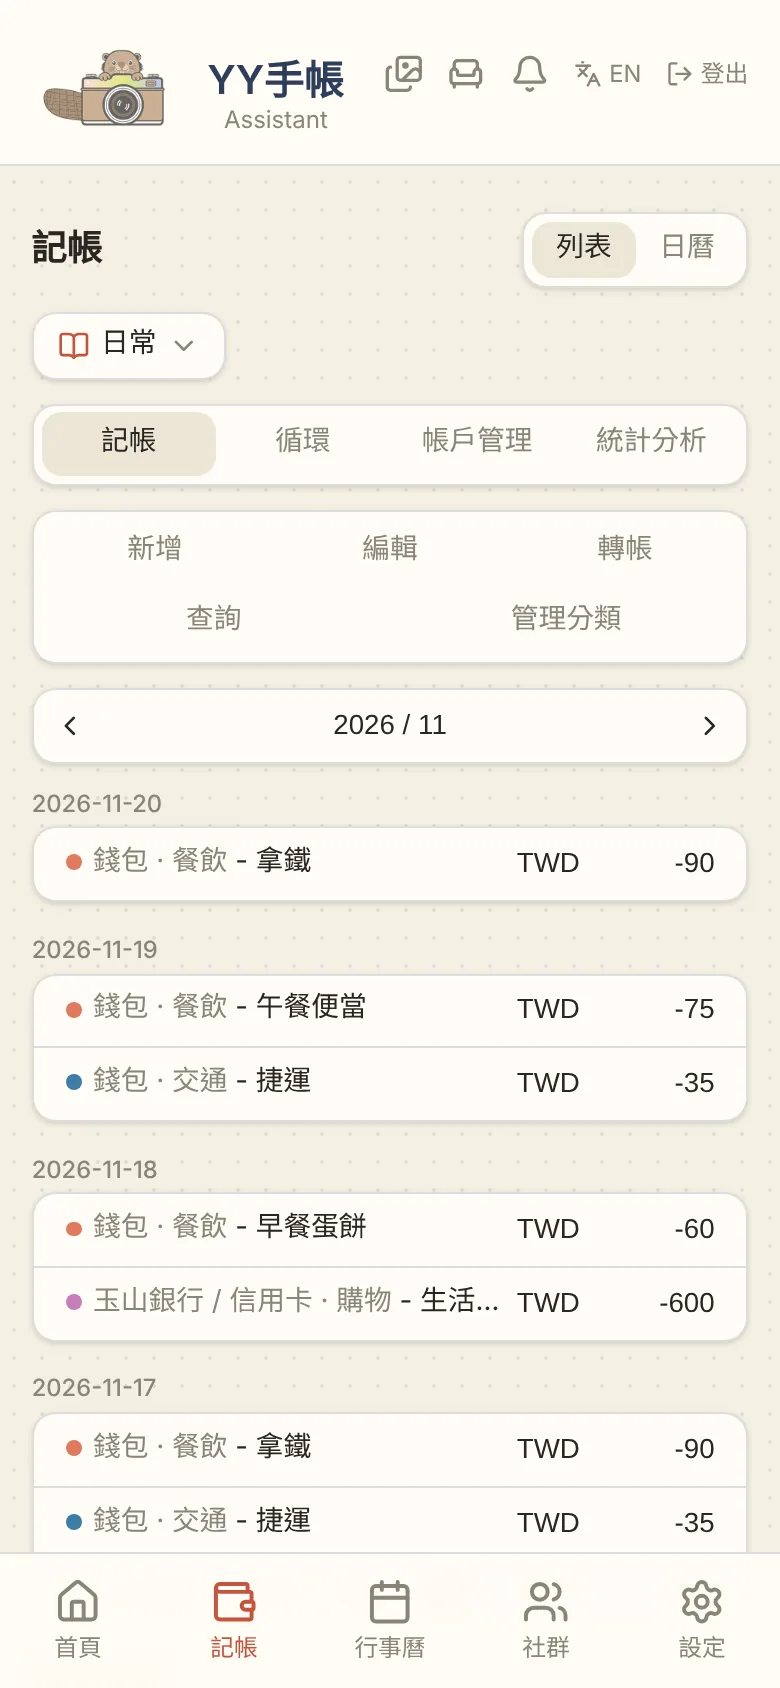 YY手帳
Assistant
EN
登出
記帳
列表
日曆
日常
記帳
循環
帳戶管理
統計分析
新增
編輯
轉帳
查詢
管理分類
2026 / 11
2026-11-20
錢包 · 餐飲 - 拿鐵 TWD -90
2026-11-19
錢包 · 餐飲 - 午餐便當 TWD -75
錢包 · 交通 - 捷運 TWD -35
2026-11-18
錢包 · 餐飲 - 早餐蛋餅 TWD -60
玉山銀行 / 信用卡 · 購物 - 生活... TWD -600
2026-11-17
錢包 · 餐飲 - 拿鐵 TWD -90
錢包 · 交通 - 捷運 TWD -35
首頁
記帳
行事曆
社群
設定